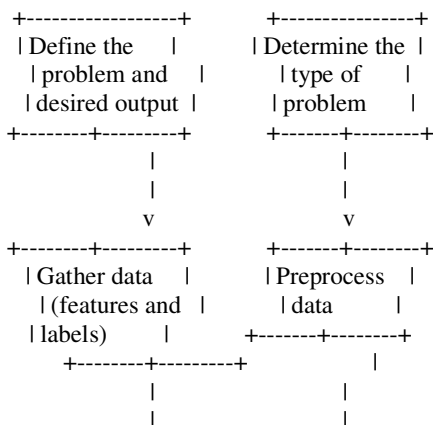 +------------------+ +----------------+
| Define the | | Determine the |
| problem and | | type of |
| desired output | | problem |
+--------+---------+ +--------+--------+
| |
| |
v v
+--------+---------+ +--------+--------+
| Gather data | | Preprocess |
| (features and | | data |
| labels) | +--------+--------+
+--------+---------+ |
| |
| |